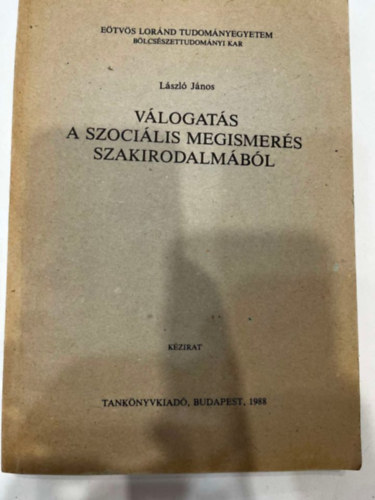 EÖTVÖS LORÁND TUDOMÁNYEGYETEM
BÖLCSÉSZETTUDOMÁNYI KAR
László János
VÁLOGATÁS
A SZOCIÁLIS MEGISMERÉS
SZAKIRODALMÁBÓL
KÉZIRAT
TANKÖNYVKIADÓ, BUDAPEST, 1988